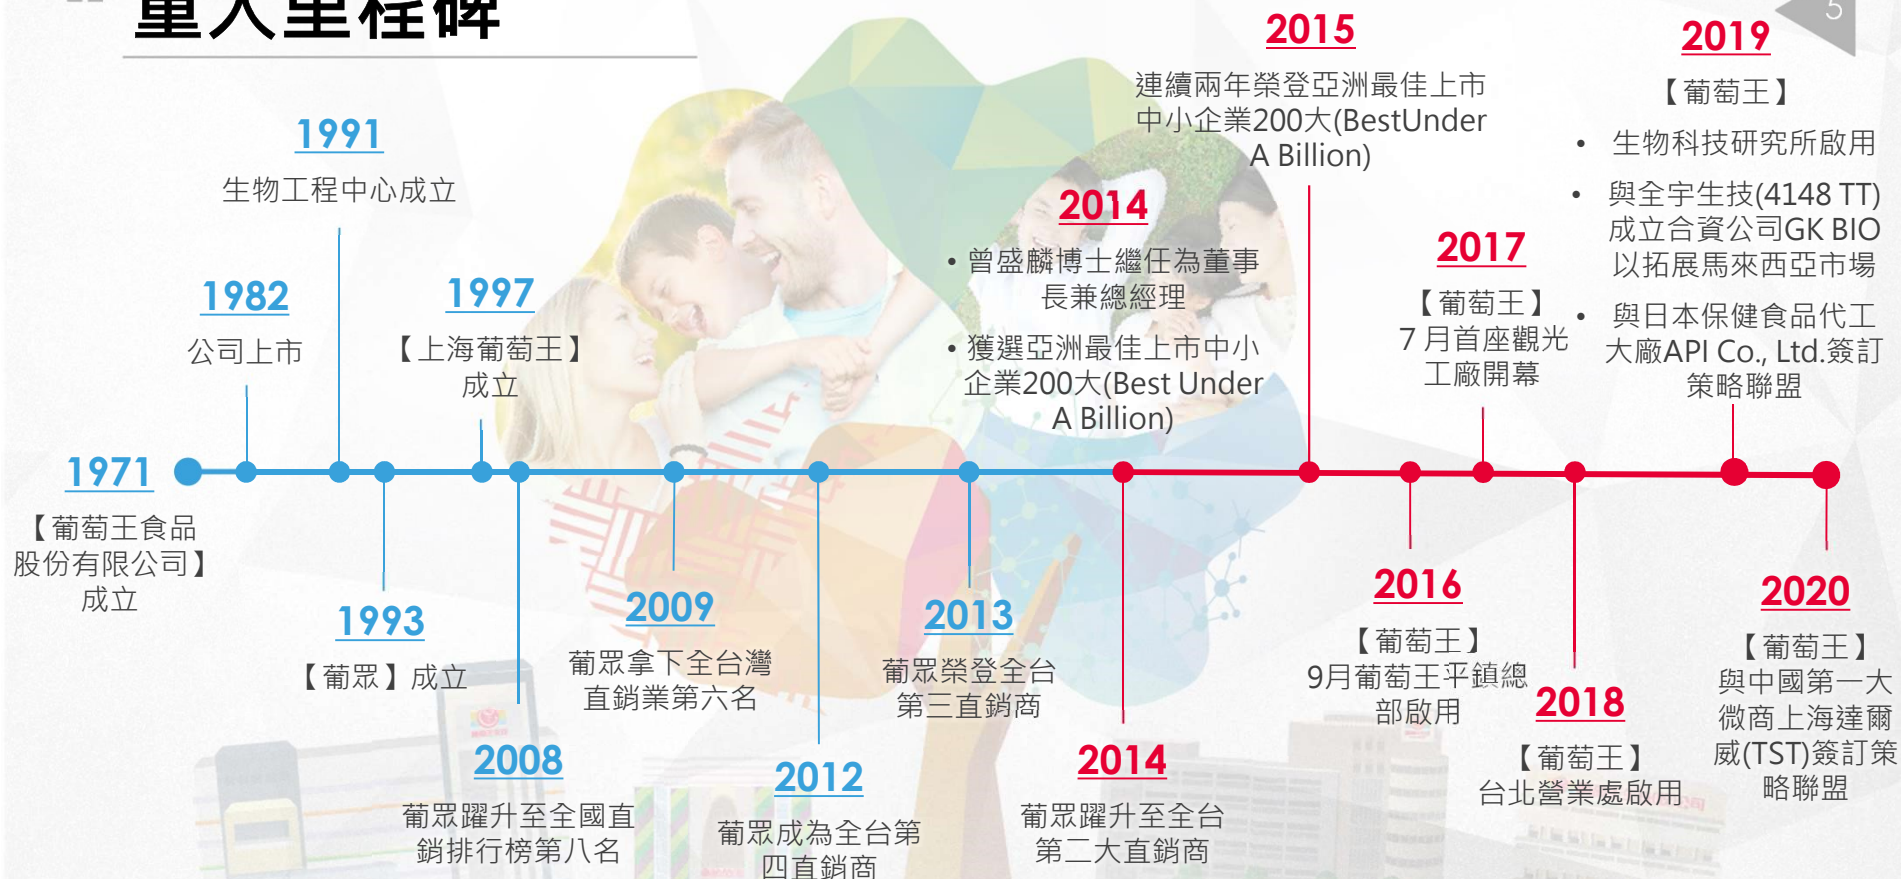 重大里程碑
5
1971
【葡萄王食品
股份有限公司】
成立
1982
公司上市
1991
生物工程中心成立
1993
【葡眾】成立
1997
【上海葡萄王】
成立
2008
葡眾躍升至全國直
銷排行榜第八名
2009
葡眾拿下全台灣
直銷業第六名
2012
葡眾成為全台第
四直銷商
2013
葡眾榮登全台
第三直銷商
2014
• 曾盛麟博士繼任為董事
長兼總經理
• 獲選亞洲最佳上市中小
企業200大(Best Under
A Billion)
2014
葡眾躍升至全台
第二大直銷商
2015
連續兩年榮登亞洲最佳上市
中小企業200大(BestUnder
A Billion)
2016
【葡萄王】
9月葡萄王平鎮總
部啟用
2017
【葡萄王】
7月首座觀光
工廠開幕
2018
【葡萄王】
台北營業處啟用
2019
【葡萄王】
• 生物科技研究所啟用
• 與全宇生技(4148 TT)
成立合資公司GK BIO
以拓展馬來西亞市場
• 與日本保健食品代工
大廠API Co., Ltd.簽訂
策略聯盟
2020
【葡萄王】
與中國第一大
微商上海達爾
威(TST)簽訂策
略聯盟